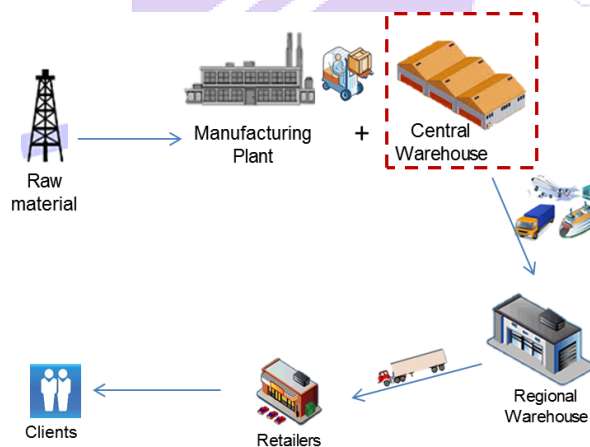 Raw
material
Manufacturing
Plant
+
Central
Warehouse
Regional
Warehouse
Retailers
Clients